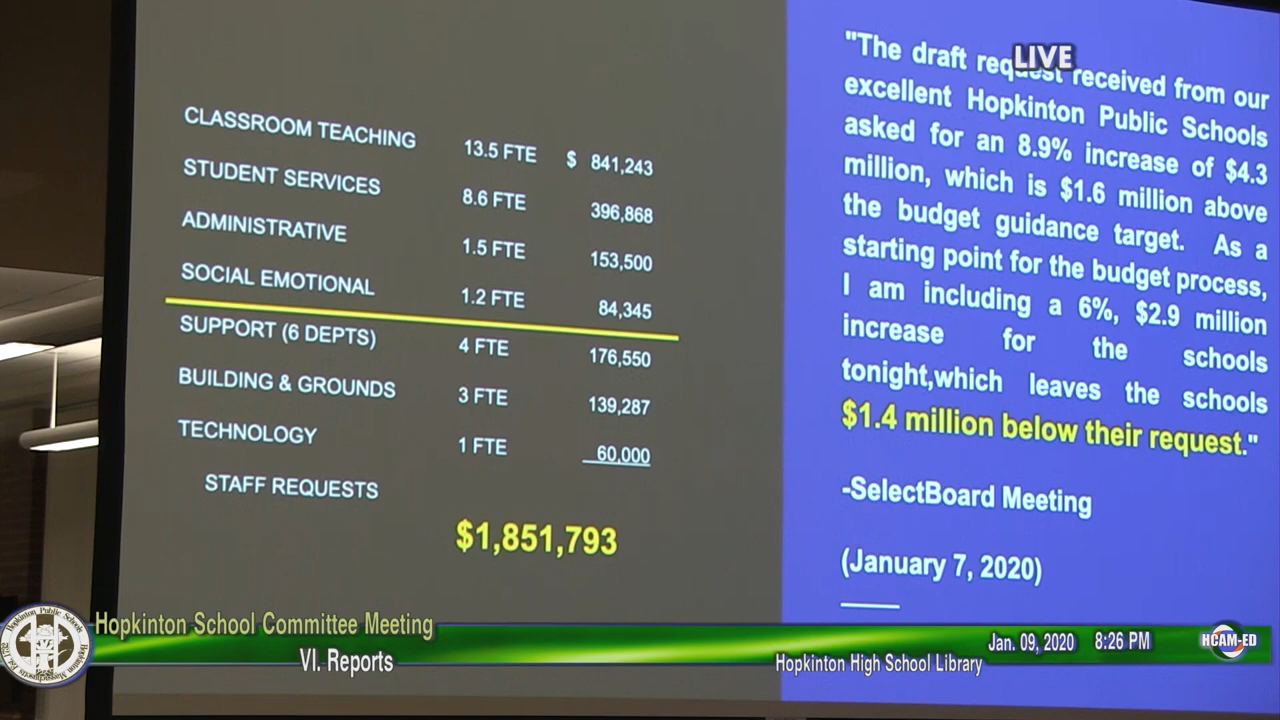 CLASSROOM TEACHING 13.5 FTE $ 841,243
STUDENT SERVICES 8.6 FTE 396,868
ADMINISTRATIVE 1.5 FTE 153,500
SOCIAL EMOTIONAL 1.2 FTE 84,345
SUPPORT (6 DEPTS) 4 FTE 176,550
BUILDING & GROUNDS 3 FTE 139,287
TECHNOLOGY 1 FTE 60,000
STAFF REQUESTS
$1,851,793
LIVE
"The draft request received from our
excellent Hopkinton Public Schools
asked for an 8.9% increase of $4.3
million, which is $1.6 million above
the budget guidance target. As a
starting point for the budget process,
I am including a 6%, $2.9 million
increase for the schools
tonight,which leaves the schools
$1.4 million below their request."
-SelectBoard Meeting
(January 7, 2020)
Hopkinton School Committee Meeting
VI. Reports
Jan. 09, 2020 8:26 PM
Hopkinton High School Library
HCAM-ED
Hopkinton Public Schools